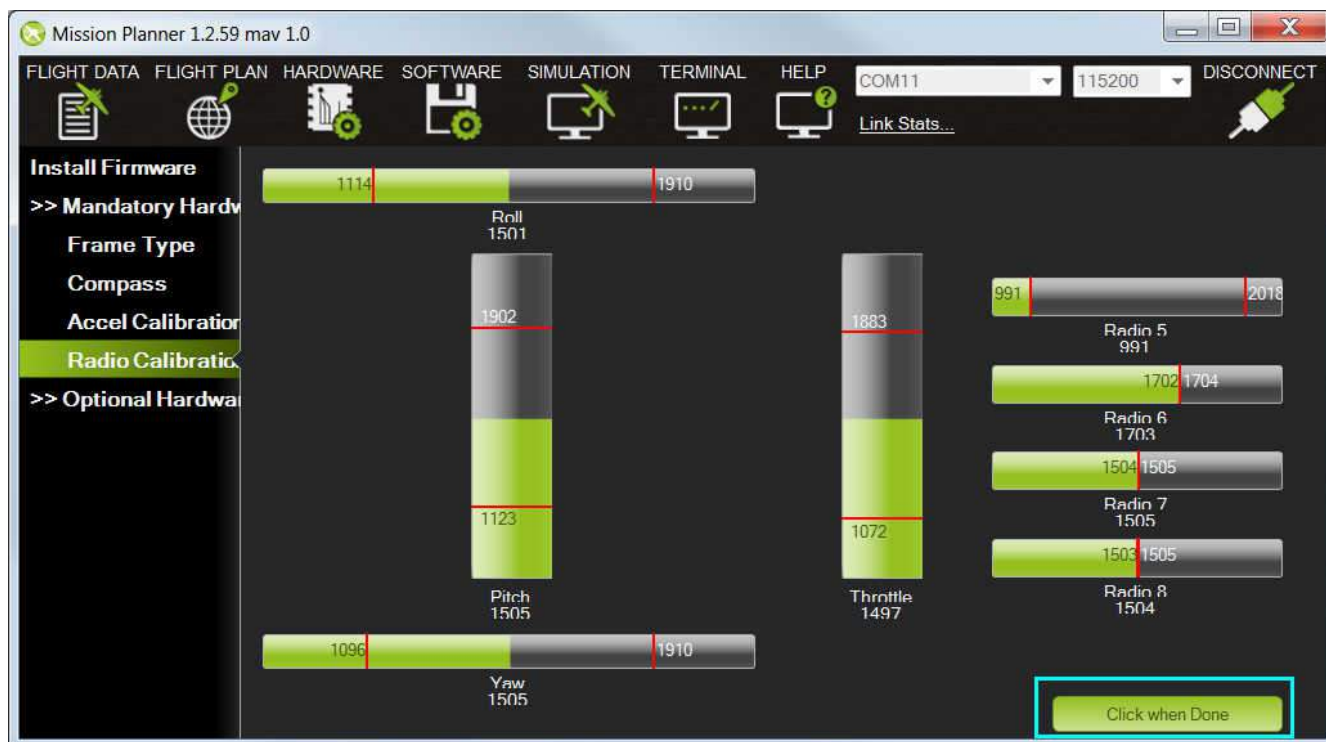 Mission Planner 1.2.59 mav 1.0
FLIGHT DATA FLIGHT PLAN HARDWARE SOFTWARE SIMULATION TERMINAL HELP COM11 115200 DISCONNECT
Link Stats...
Install Firmware
>> Mandatory Hardw
Frame Type
Compass
Accel Calibration
Radio Calibratio
>> Optional Hardwar
1114 1910
Roll
1501
1902
1123
Pitch
1505
1883
1072
Throttle
1497
1096 1910
Yaw
1505
991 2018
Radio 5
991
1702 1704
Radio 6
1703
1504 1505
Radio 7
1505
1503 1505
Radio 8
1504
Click when Done